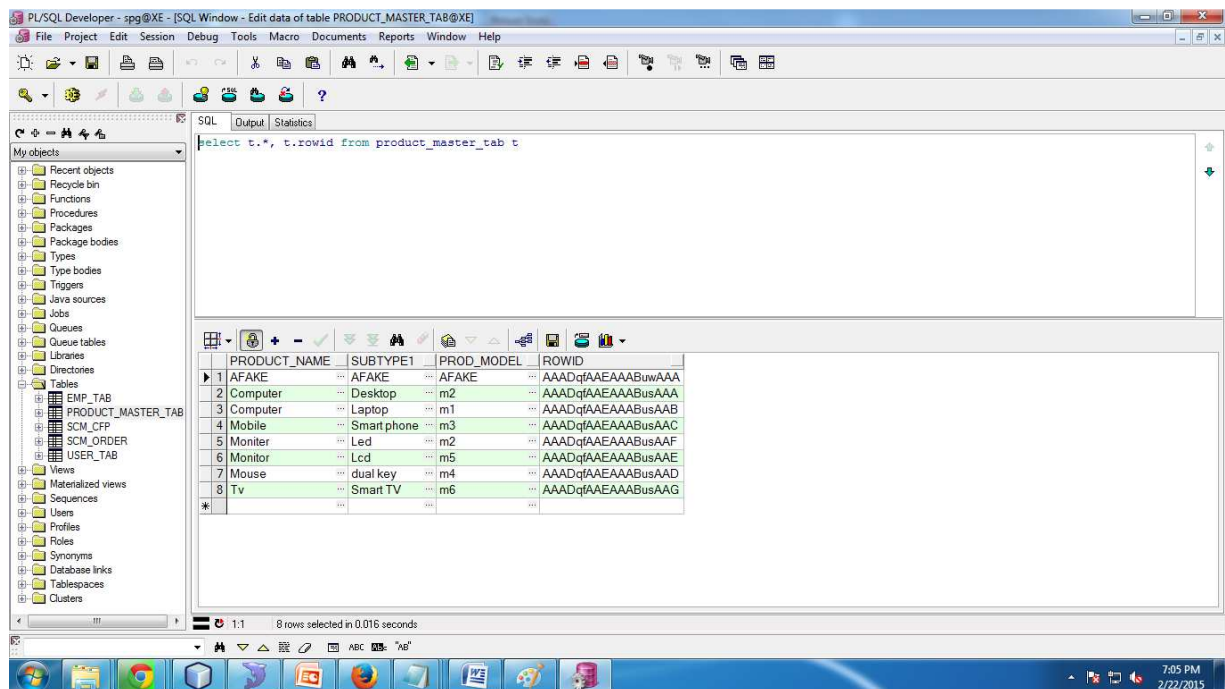 PL/SQL Developer - spg@XE - [SQL Window - Edit data of table PRODUCT_MASTER_TAB@XE]
File Project Edit Session Debug Tools Macro Documents Reports Window Help
SQL Output Statistics
select t.*, t.rowid from product_master_tab t
My objects
Recent objects
Recycle bin
Functions
Procedures
Packages
Package bodies
Types
Type bodies
Triggers
Java sources
Jobs
Queues
Queue tables
Libraries
Directories
Tables
EMP_TAB
PRODUCT_MASTER_TAB
SCM_CFP
SCM_ORDER
USER_TAB
Views
Materialized views
Sequences
Users
Profiles
Roles
Synonyms
Database links
Tablespaces
Clusters
PRODUCT_NAME SUBTYPE1 PROD_MODEL ROWID
1 AFAKE AFAKE AFAKE AAADqfAAEAAABuwAAA
2 Computer Desktop m2 AAADqfAAEAAABusAAA
3 Computer Laptop m1 AAADqfAAEAAABusAAB
4 Mobile Smart phone m3 AAADqfAAEAAABusAAC
5 Moniter Led m2 AAADqfAAEAAABusAAF
6 Monitor Lcd m5 AAADqfAAEAAABusAAE
7 Mouse dual key m4 AAADqfAAEAAABusAAD
8 Tv Smart TV m6 AAADqfAAEAAABusAAG
1:1 8 rows selected in 0.016 seconds
ABC "AB"
7:05 PM
2/22/2015